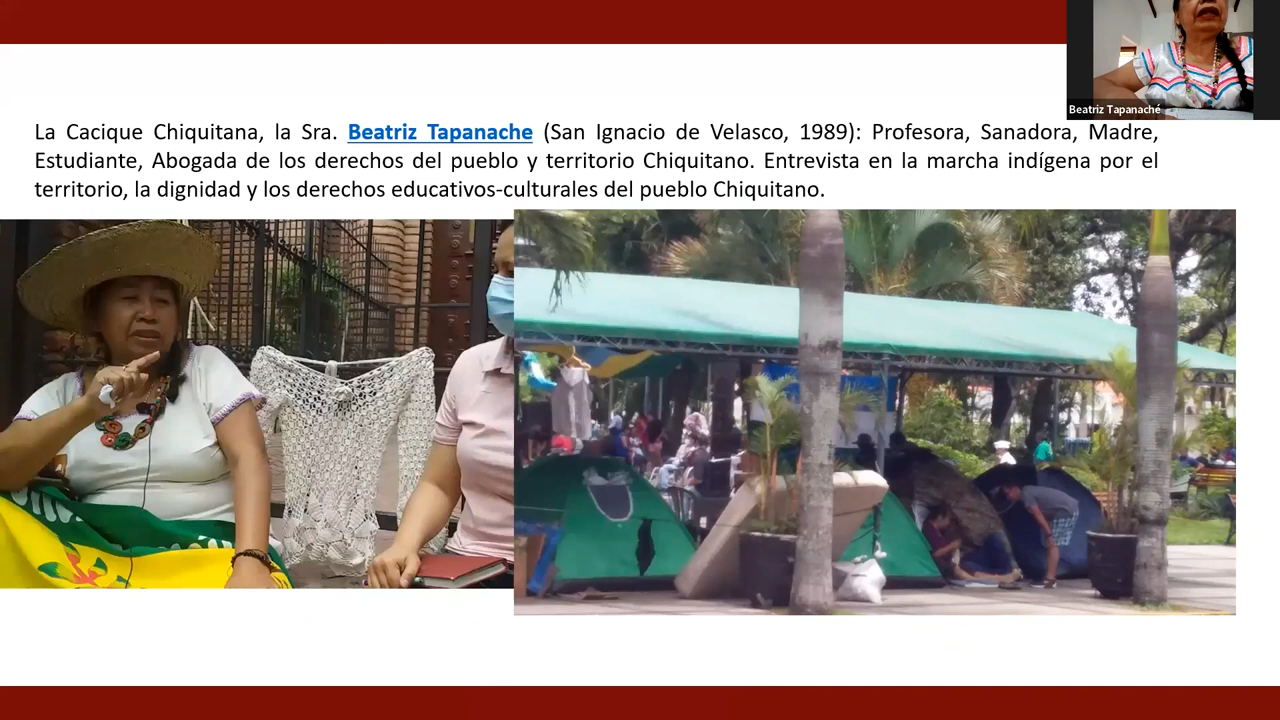 Beatriz Tapanaché
La Cacique Chiquitana, la Sra. Beatriz Tapanache (San Ignacio de Velasco, 1989): Profesora, Sanadora, Madre,
Estudiante, Abogada de los derechos del pueblo y territorio Chiquitano. Entrevista en la marcha indígena por el
territorio, la dignidad y los derechos educativos-culturales del pueblo Chiquitano.